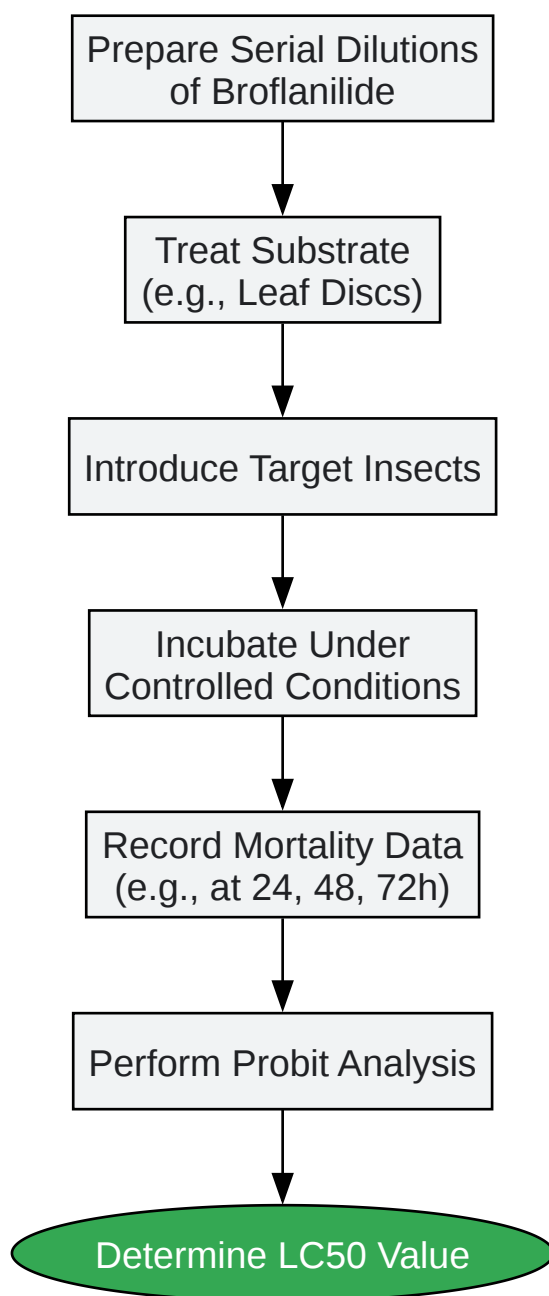 Prepare Serial Dilutions
of Broflanilide
Treat Substrate
(e.g., Leaf Discs)
Introduce Target Insects
Incubate Under
Controlled Conditions
Record Mortality Data
(e.g., at 24, 48, 72h)
Perform Probit Analysis
Determine LC50 Value